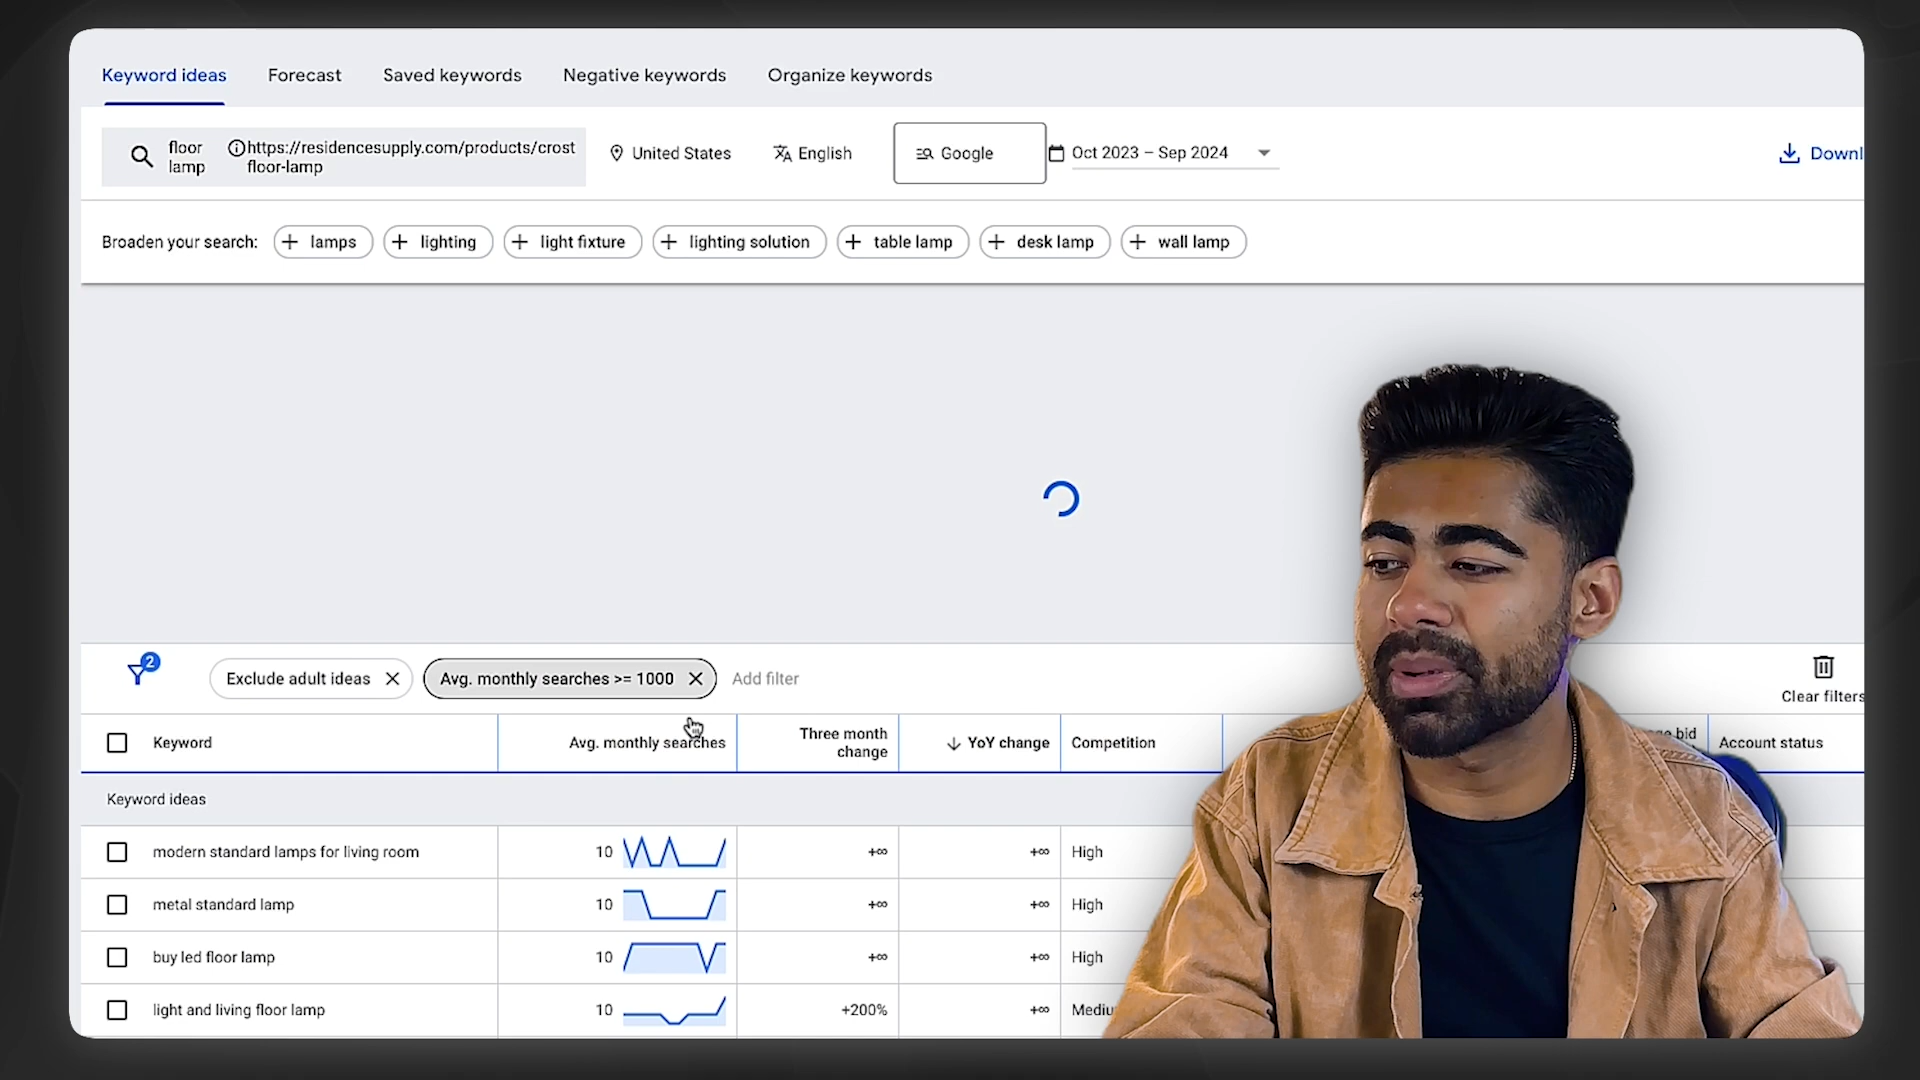 Keyword ideas Forecast Saved keywords Negative keywords Organize keywords
floor lamp https://residencesupply.com/products/crost floor-lamp United States English Google Oct 2023 – Sep 2024 Downl
Broaden your search: lamps lighting light fixture lighting solution table lamp desk lamp wall lamp
2 Exclude adult ideas Avg. monthly searches >= 1000 Add filter Clear filters
Keyword Avg. monthly searches Three month change YoY change Competition bid Account status
Keyword ideas
modern standard lamps for living room 10 +∞ +∞ High
metal standard lamp 10 +∞ +∞ High
buy led floor lamp 10 +∞ +∞ High
light and living floor lamp 10 +200% +∞ Mediu